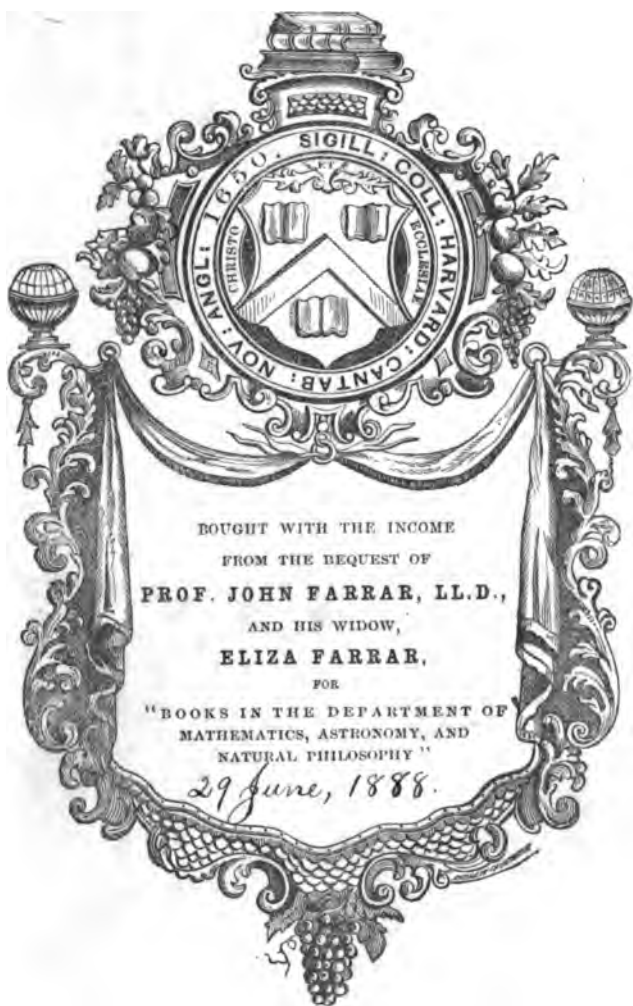 SIGILL: COLL: HARVARD: CANTAB: NOV: ANGL: 1650.
CHRISTO
ET
ECCLESIAE
BOUGHT WITH THE INCOME
FROM THE BEQUEST OF
PROF. JOHN FARRAR, LL.D.,
AND HIS WIDOW,
ELIZA FARRAR,
FOR
"BOOKS IN THE DEPARTMENT OF
MATHEMATICS, ASTRONOMY, AND
NATURAL PHILOSOPHY"
29 June, 1888.